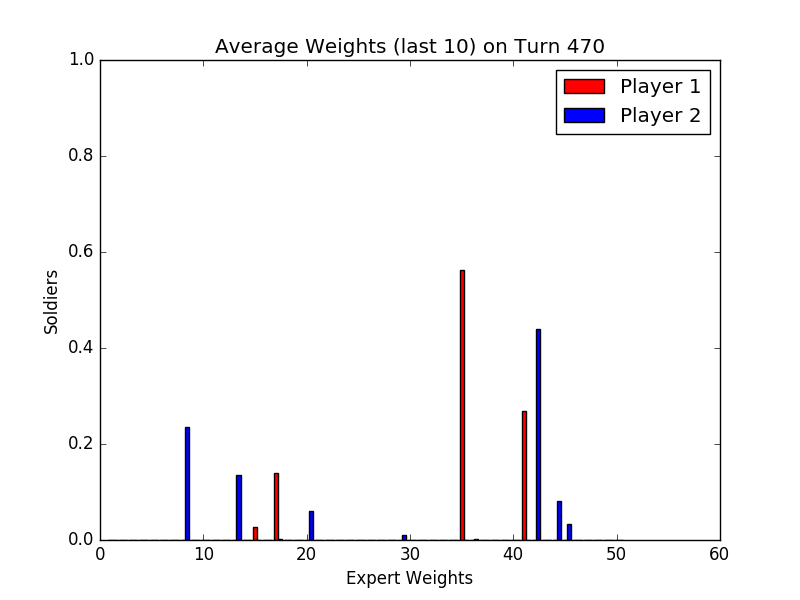 Average Weights (last 10) on Turn 470
1.0
0.8
0.6
0.4
0.2
0.0
Soldiers
Player 1
Player 2
0 10 20 30 40 50 60
Expert Weights